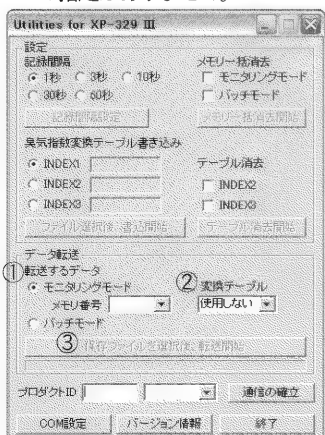 Utilities for XP-329 Ⅲ
設定
記録間隔
1秒 3秒 10秒
30秒 60秒
記録間隔設定
メモリ一括消去
モニタリングモード
バッチモード
メモリ一括消去開始
臭気指数変換テーブル書き込み
INDEX1
INDEX2
INDEX3
ファイル選択後、書込開始
テーブル消去
INDEX2
INDEX3
テーブル消去開始
データ転送
①転送するデータ
モニタリングモード
メモリ番号
バッチモード
②変換テーブル
使用しない
③保存ファイルを選択後、転送開始
プロダクトID
通信の確立
COM設定 バージョン情報 終了